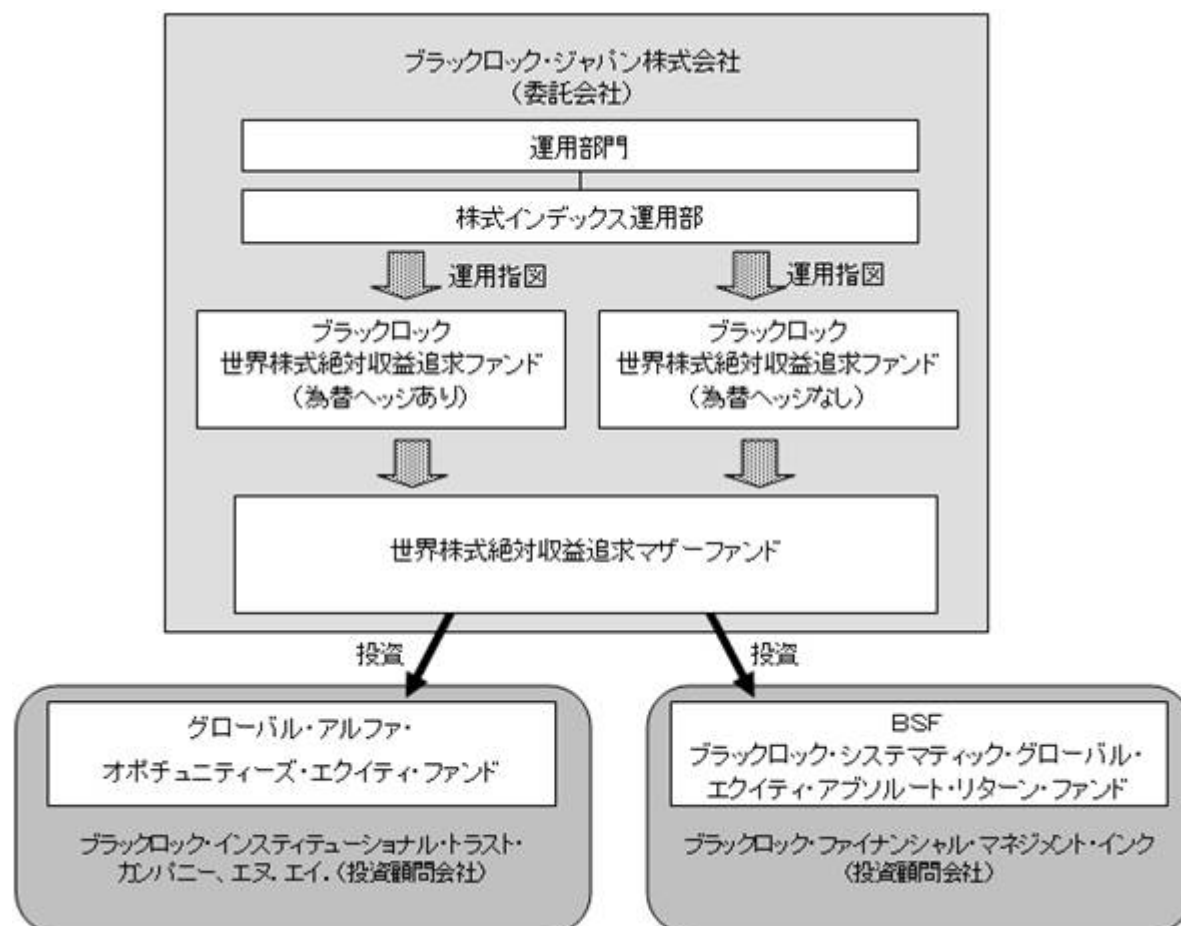 ブラックロック・ジャパン株式会社
（委託会社）
運用部門
株式インデックス運用部
運用指図
運用指図
ブラックロック
世界株式絶対収益追求ファンド
（為替ヘッジあり）
ブラックロック
世界株式絶対収益追求ファンド
（為替ヘッジなし）
世界株式絶対収益追求マザーファンド
投資
投資
グローバル・アルファ・
オポチュニティーズ・エクイティ・ファンド
ブラックロック・インスティテューショナル・トラスト・
カンパニー、エヌ．エイ．（投資顧問会社）
BSF
ブラックロック・システマティック・グローバル・
エクイティ・アブソルート・リターン・ファンド
ブラックロック・ファイナンシャル・マネジメント・インク
（投資顧問会社）